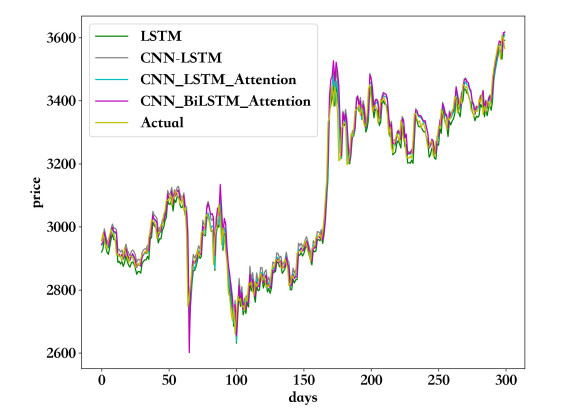 3600
3400
3200
3000
2800
2600
price
LSTM
CNN-LSTM
CNN_LSTM_Attention
CNN_BiLSTM_Attention
Actual
0 50 100 150 200 250 300
days